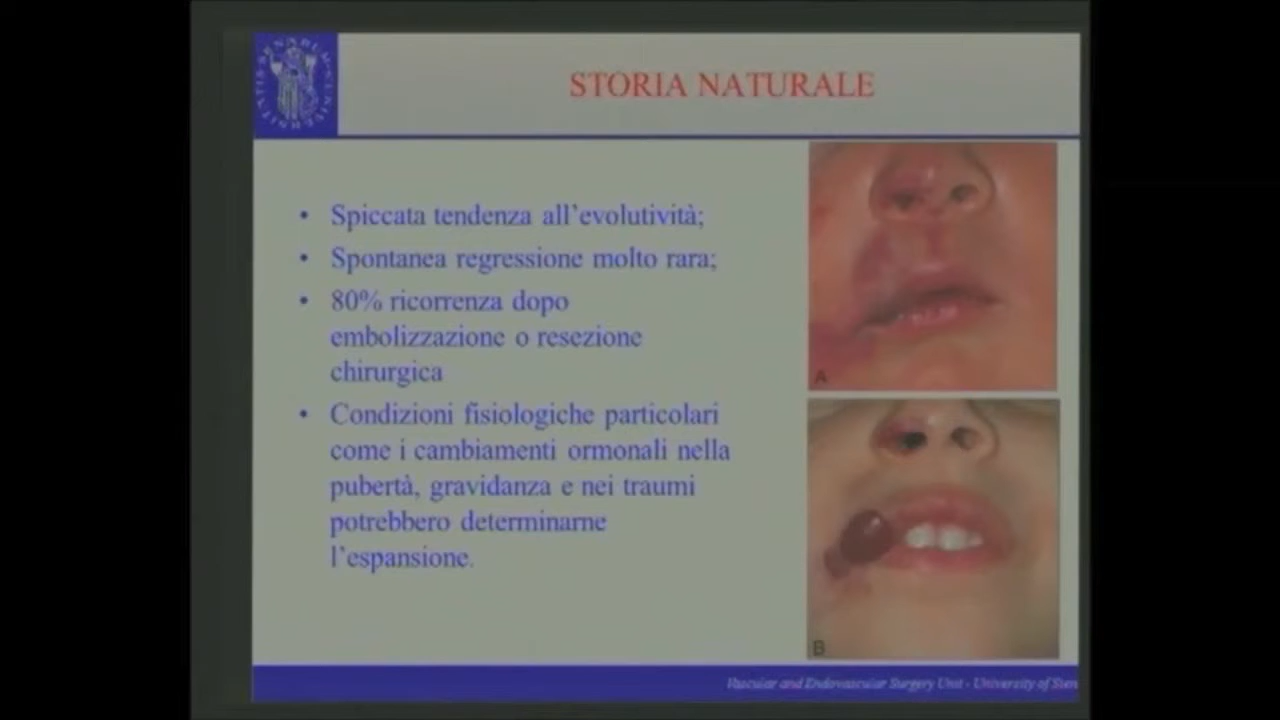 STORIA NATURALE
• Spiccata tendenza all'evolutività;
• Spontanea regressione molto rara;
• 80% ricorrenza dopo
embolizzazione o resezione
chirurgica
• Condizioni fisiologiche particolari
come i cambiamenti ormonali nella
pubertà, gravidanza e nei traumi
potrebbero determinarne
l'espansione.
A
B
Vascular and Endovascular Surgery Unit - University of Sien